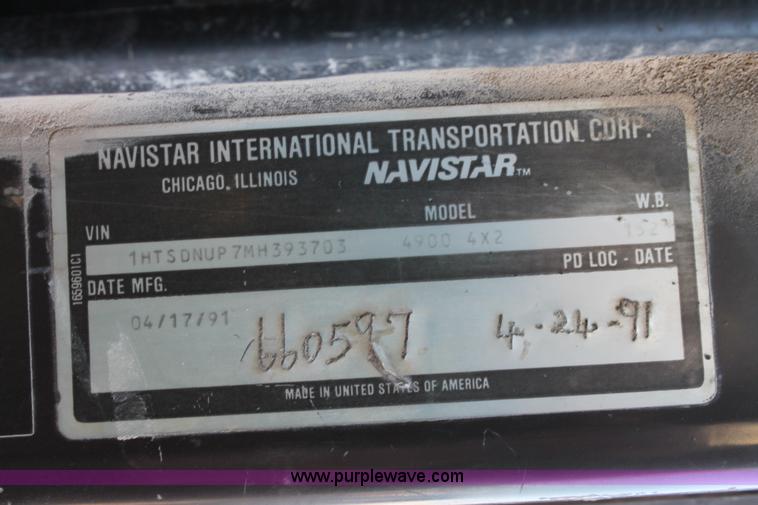 NAVISTAR INTERNATIONAL TRANSPORTATION CORP.
CHICAGO, ILLINOIS NAVISTAR™
VIN MODEL W.B.
1HTSDNUP7MH393703 4900 4X2 152
DATE MFG. PD LOC - DATE
04/17/91 660597 4-24-91
MADE IN UNITED STATES OF AMERICA
1659601C1
www.purplewave.com